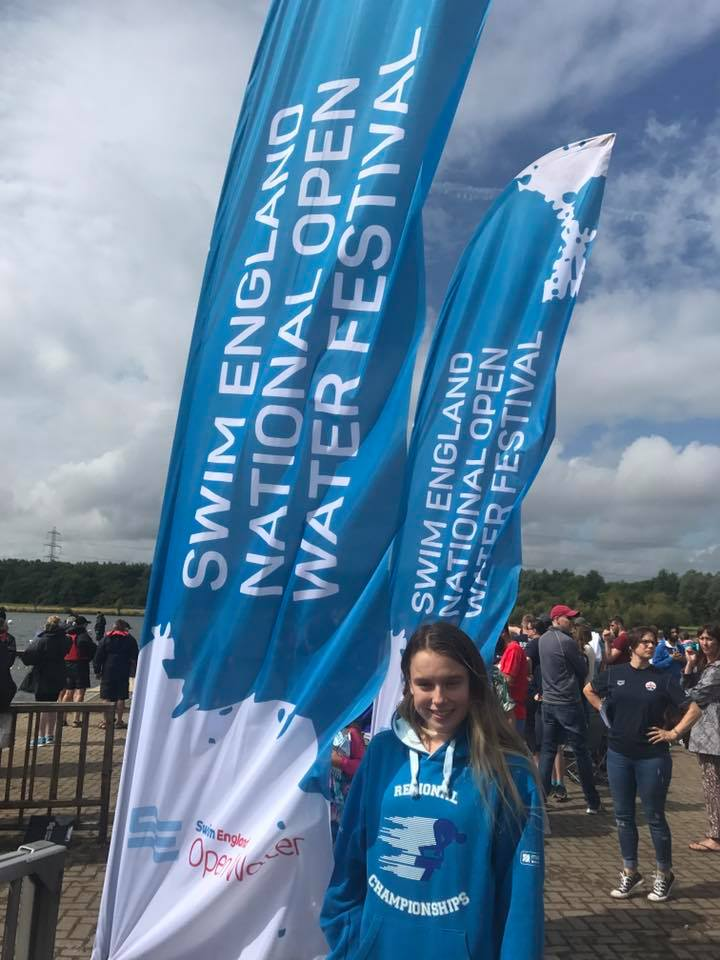 SWIM ENGLAND
NATIONAL OPEN
WATER FESTIVAL
SWIM ENGLAND
NATIONAL OPEN
WATER FESTIVAL
Swim England
Open Water
REGIONAL
CHAMPIONSHIPS